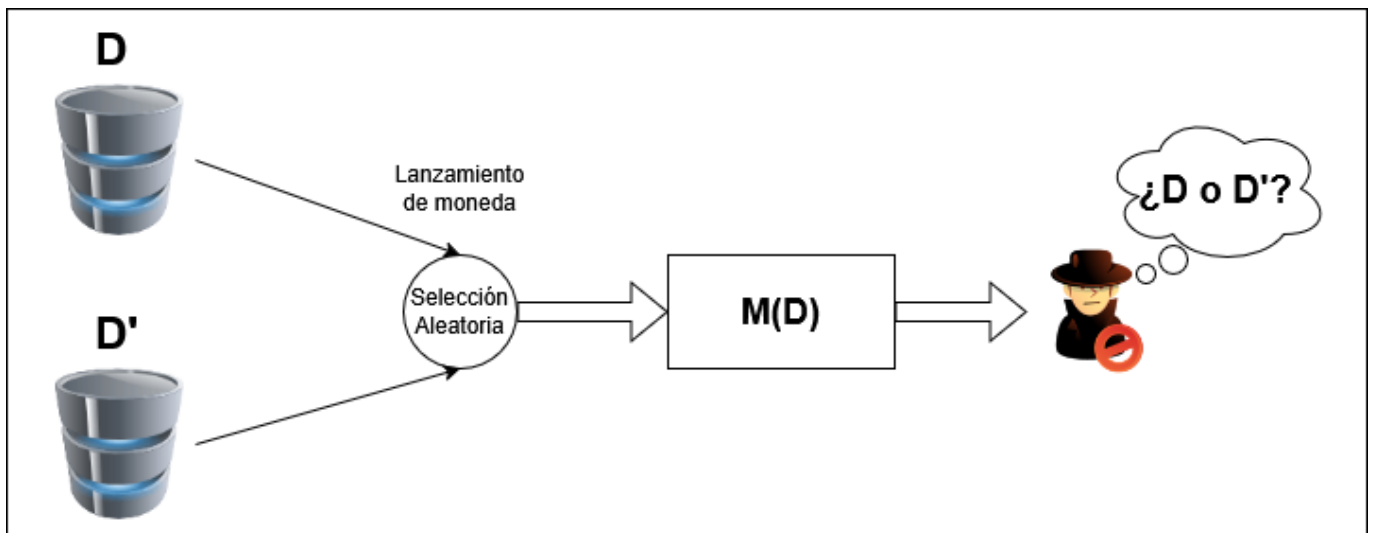 D
Lanzamiento
de moneda
¿D o D'?
Selección
Aleatoria
M(D)
D'